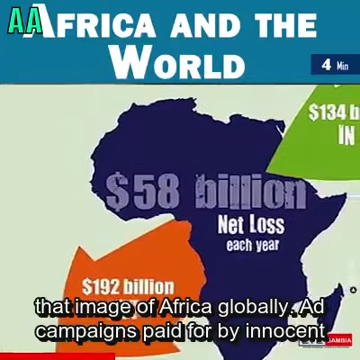 AA
AFRICA AND THE
WORLD
4 Min
$134 b
IN
$58 billion
Net Loss
each year
$192 billion
that image of Africa globally. Ad
campaigns paid for by innocent
GAMBIA